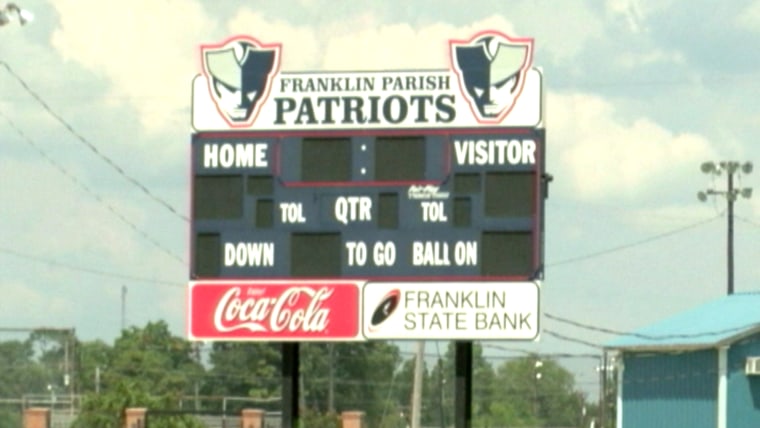 FRANKLIN PARISH
PATRIOTS
HOME : VISITOR
TOL QTR TOL
DOWN TO GO BALL ON
Coca-Cola
FRANKLIN
STATE BANK